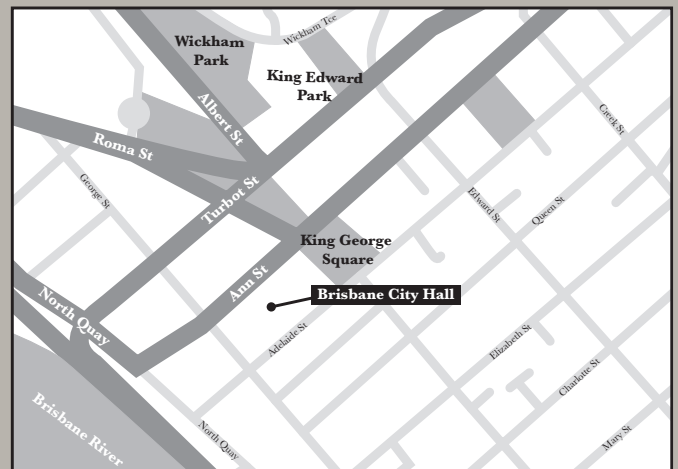 Wickham Tce
Wickham
Park
King Edward
Park
Albert St
Creek St
Roma St
George St
Turbot St
Edward St
Queen St
King George
Square
Ann St
Brisbane City Hall
North Quay
Adelaide St
Elizabeth St
Charlotte St
Brisbane River
North Quay
Mary St